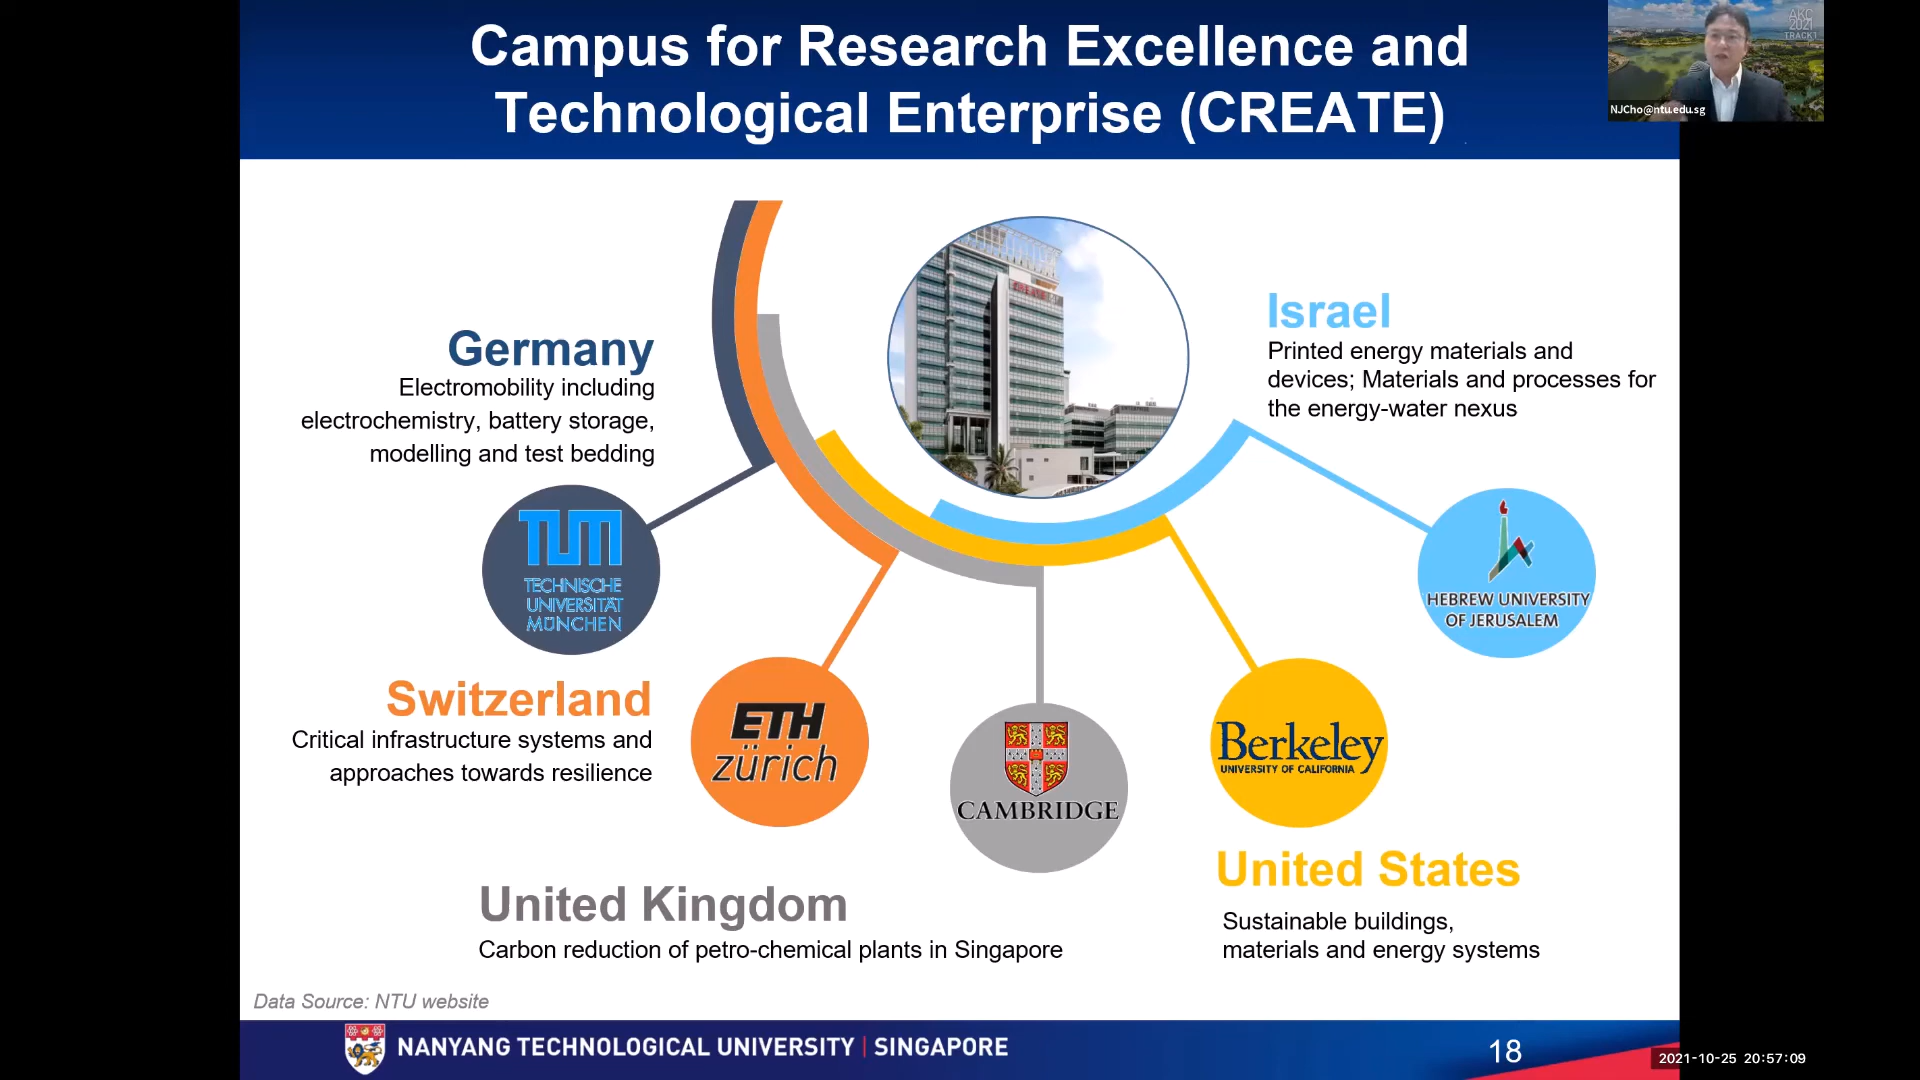 Campus for Research Excellence and
Technological Enterprise (CREATE)
AKC
2021
TRACK1
NJCho@ntu.edu.sg
Germany
Electromobility including
electrochemistry, battery storage,
modelling and test bedding
TUM
TECHNISCHE
UNIVERSITÄT
MÜNCHEN
Israel
Printed energy materials and
devices; Materials and processes for
the energy-water nexus
HEBREW UNIVERSITY
OF JERUSALEM
Switzerland
Critical infrastructure systems and
approaches towards resilience
ETH
zürich
CAMBRIDGE
Berkeley
UNIVERSITY OF CALIFORNIA
United Kingdom
Carbon reduction of petro-chemical plants in Singapore
United States
Sustainable buildings,
materials and energy systems
Data Source: NTU website
NANYANG TECHNOLOGICAL UNIVERSITY | SINGAPORE
18
2021-10-25 20:57:09